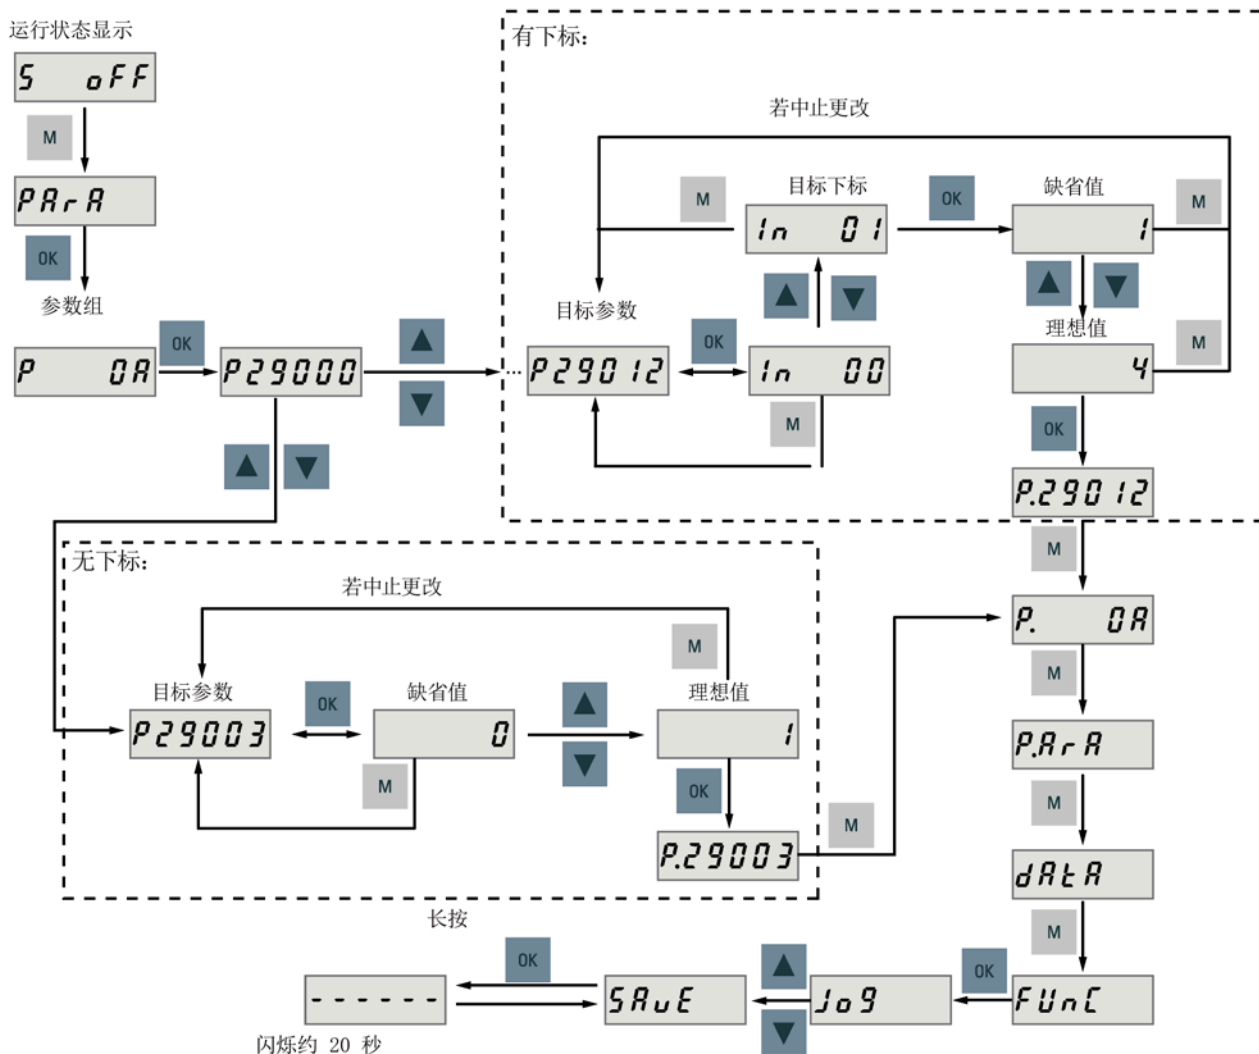 运行状态显示
S oFF
M
PArA
OK
参数组
P 0A
OK
P29000
有下标:
若中止更改
M
目标下标
In 01
OK
缺省值
1
M
目标参数
...
P29012
OK
In 00
M
理想值
4
M
OK
P.29012
M
无下标:
若中止更改
M
目标参数
P29003
OK
缺省值
0
M
理想值
1
OK
P.29003
M
P. 0A
M
P.ArA
M
dAtA
M
FUnC
OK
Jog
SAvE
长按
OK
------
闪烁约 20 秒